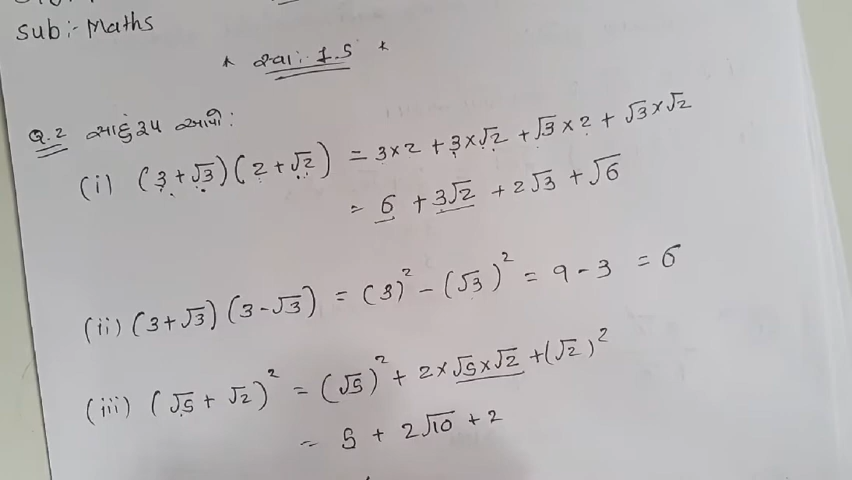 Sub:- Maths
* સ્વા:- 1.5 *
Q.2 સાદુંરૂપ આપો:
(i) (3+√3)(2+√2) = 3×2 + 3×√2 + √3×2 + √3×√2
= 6 + 3√2 + 2√3 + √6
(ii) (3+√3)(3-√3) = (3)² - (√3)² = 9 - 3 = 6
(iii) (√5 + √2)² = (√5)² + 2×√5×√2 + (√2)²
= 5 + 2√10 + 2